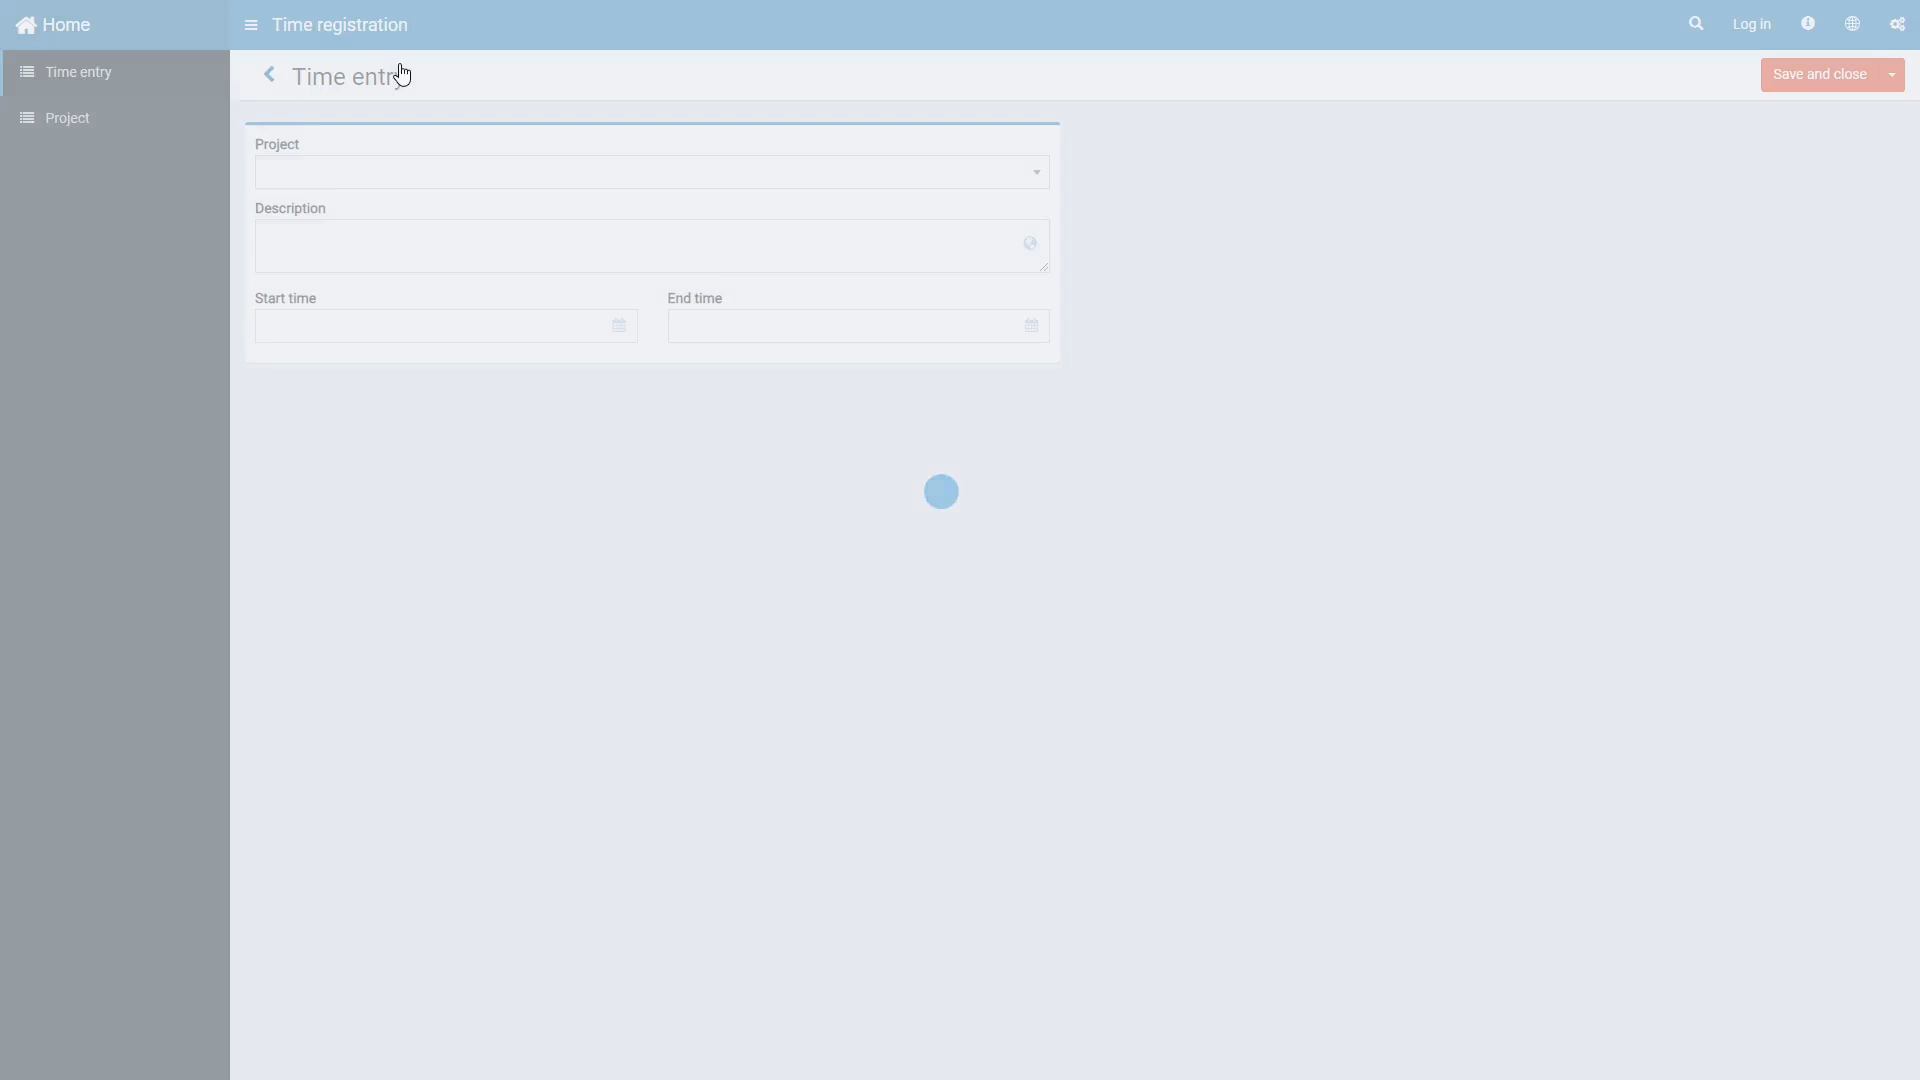 Home
Time registration
Log in
Time entry
Project
Time entry
Save and close
Project
Description
Start time
End time